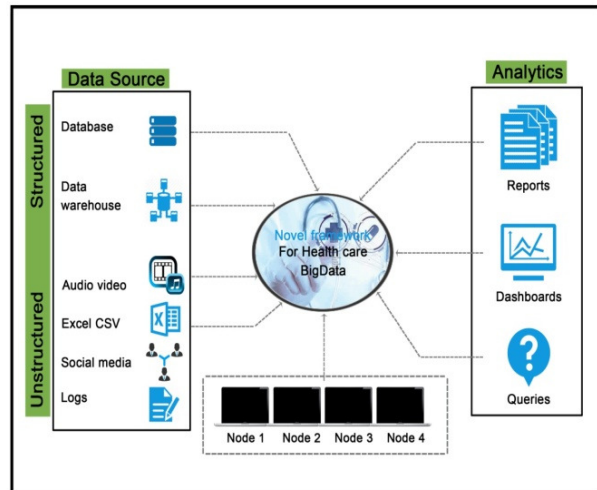 Data Source
Structured
Unstructured
Database
Data
warehouse
Audio video
Excel CSV
Social media
Logs
Novel framework
For Health care
BigData
Node 1
Node 2
Node 3
Node 4
Analytics
Reports
Dashboards
Queries